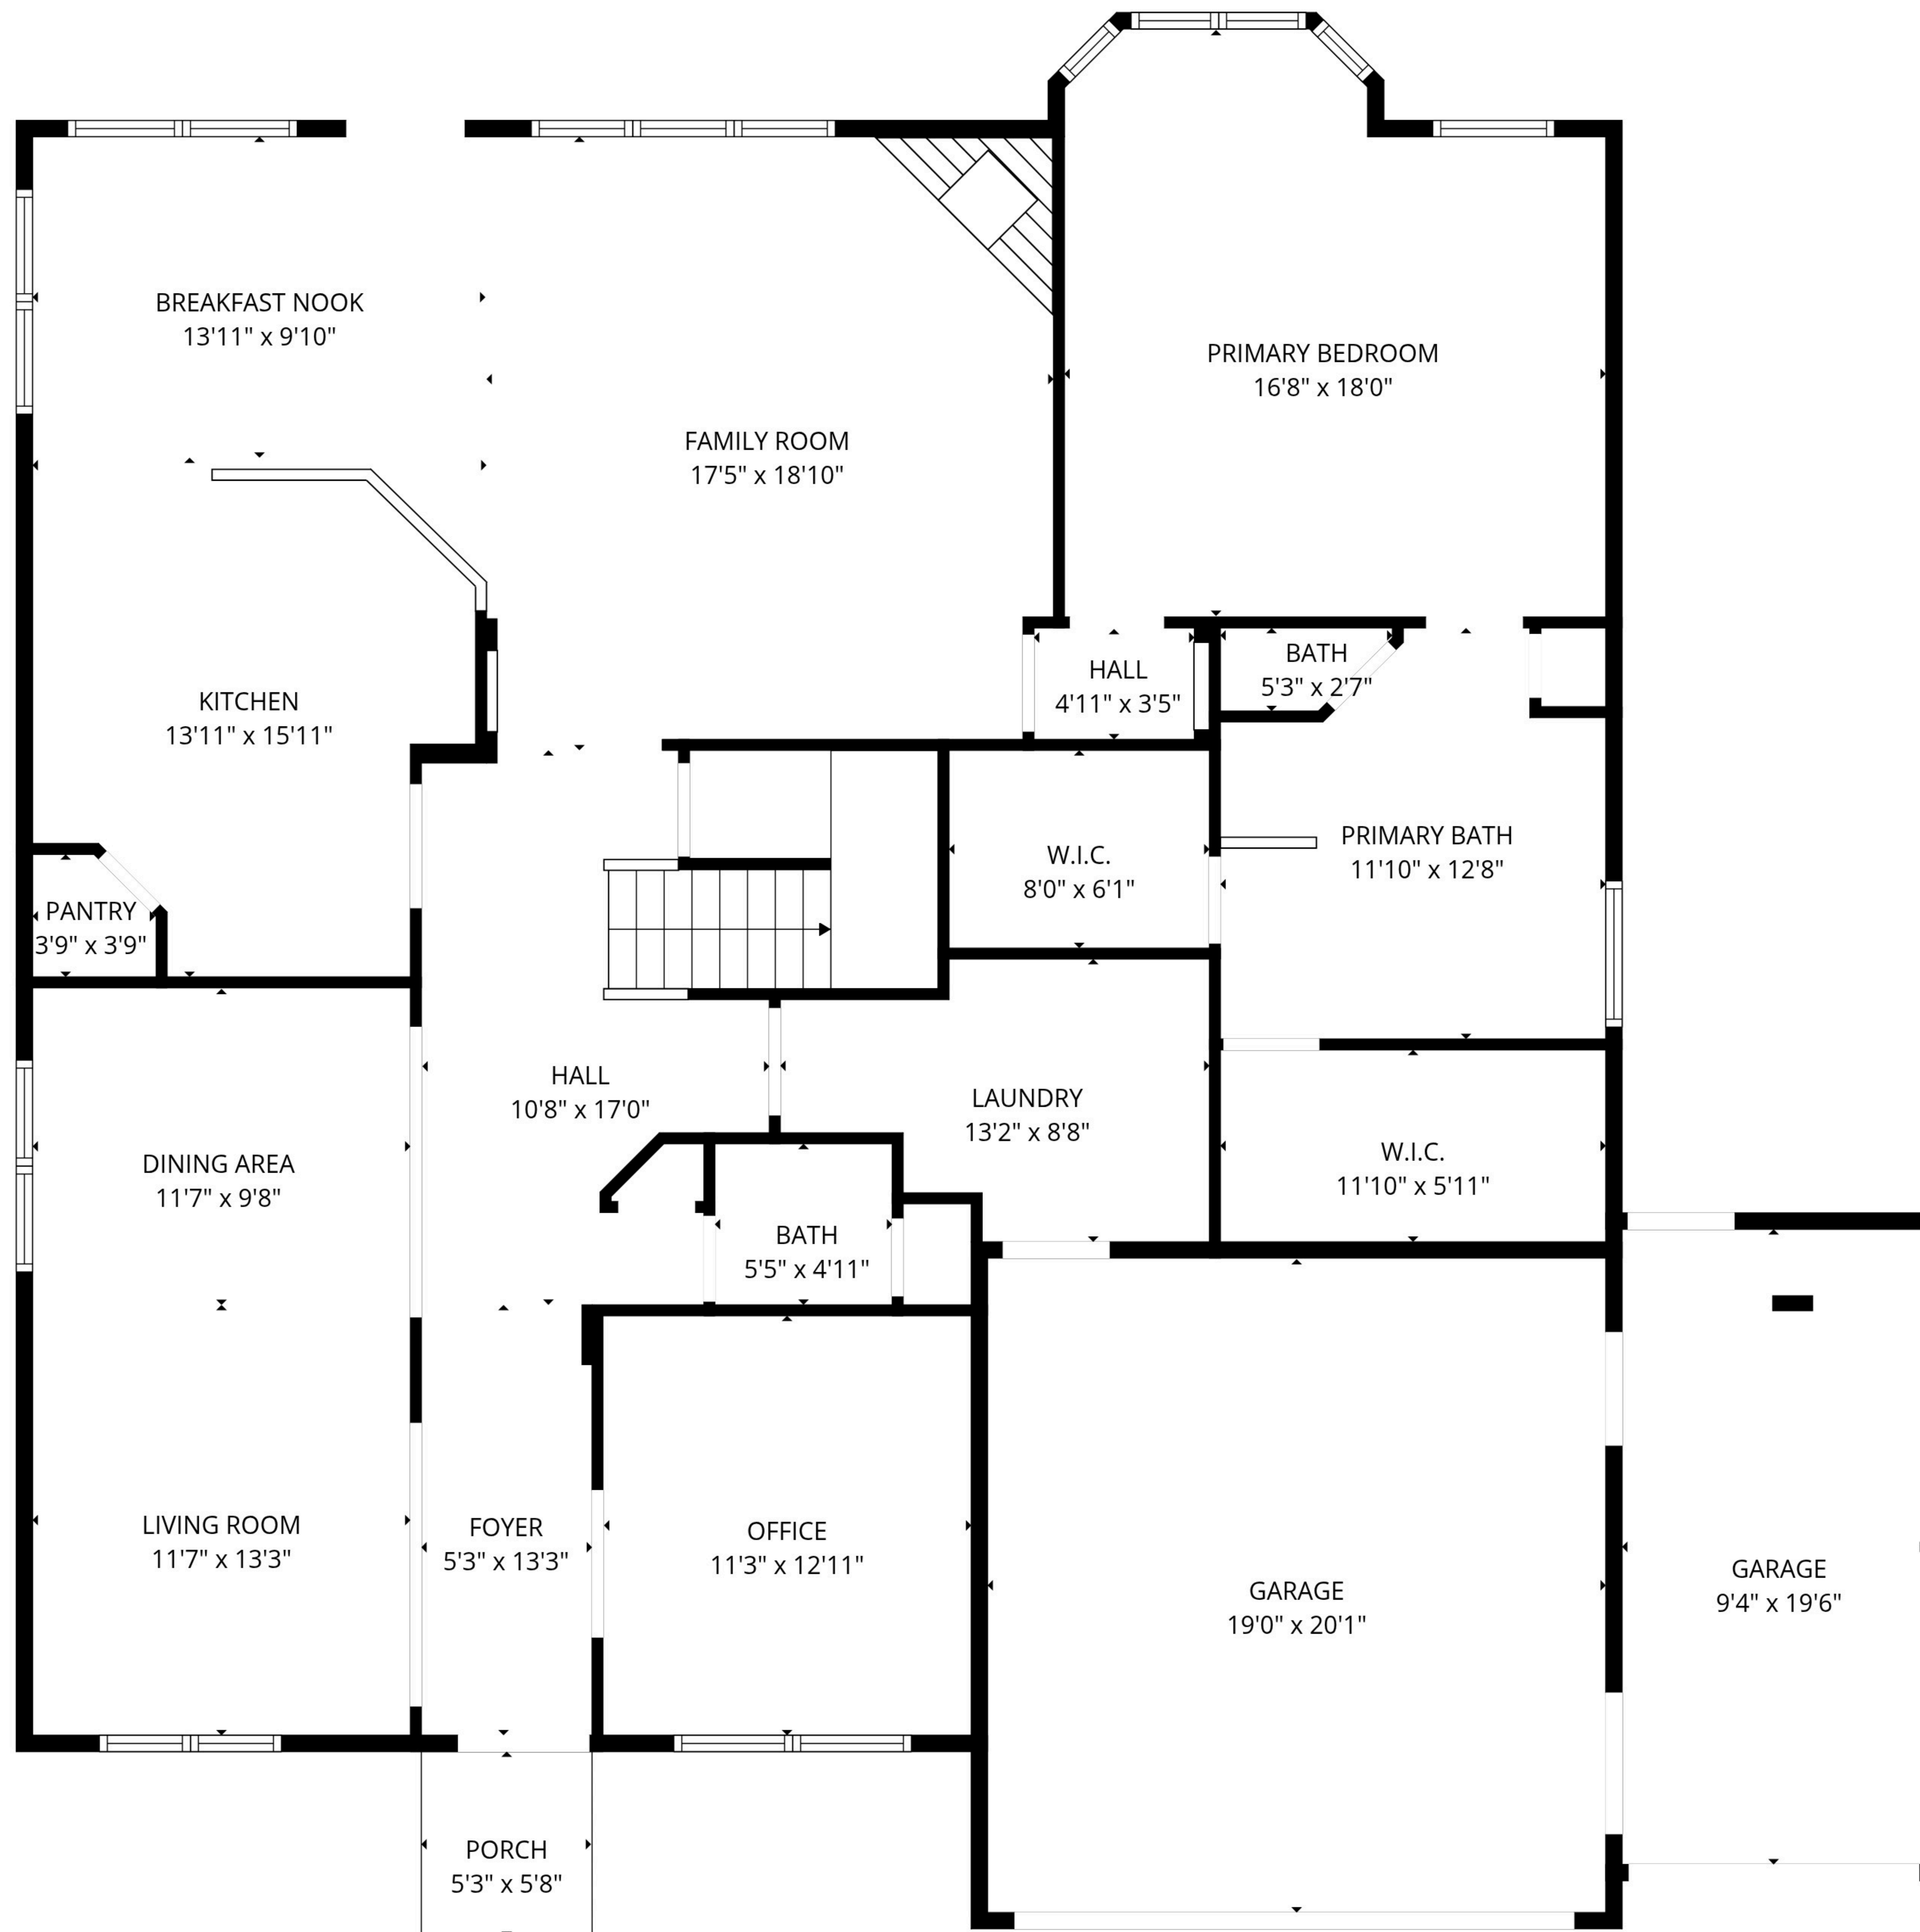 BREAKFAST NOOK
13'11" x 9'10"
PRIMARY BEDROOM
16'8" x 18'0"
FAMILY ROOM
17'5" x 18'10"
BATH
5'3" x 2'7"
HALL
4'11" x 3'5"
KITCHEN
13'11" x 15'11"
PRIMARY BATH
11'10" x 12'8"
W.I.C.
8'0" x 6'1"
PANTRY
3'9" x 3'9"
HALL
10'8" x 17'0"
LAUNDRY
13'2" x 8'8"
W.I.C.
11'10" x 5'11"
DINING AREA
11'7" x 9'8"
BATH
5'5" x 4'11"
LIVING ROOM
11'7" x 13'3"
FOYER
5'3" x 13'3"
OFFICE
11'3" x 12'11"
GARAGE
9'4" x 19'6"
GARAGE
19'0" x 20'1"
PORCH
5'3" x 5'8"